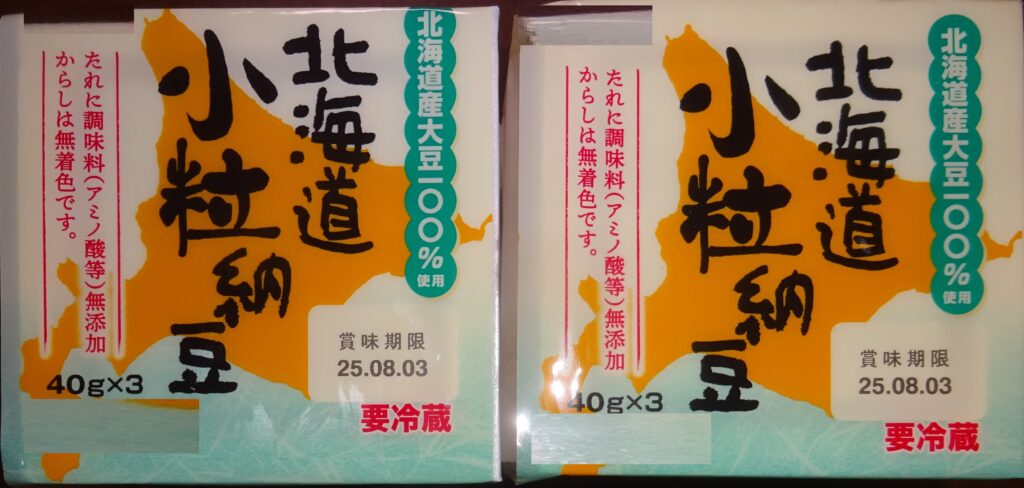 北海道産大豆一〇〇%使用
北海道
小粒納豆
たれに調味料(アミノ酸等)無添加
からしは無着色です。
賞味期限
25.08.03
40g×3
要冷蔵
北海道産大豆一〇〇%使用
北海道
小粒納豆
たれに調味料(アミノ酸等)無添加
からしは無着色です。
賞味期限
25.08.03
40g×3
要冷蔵